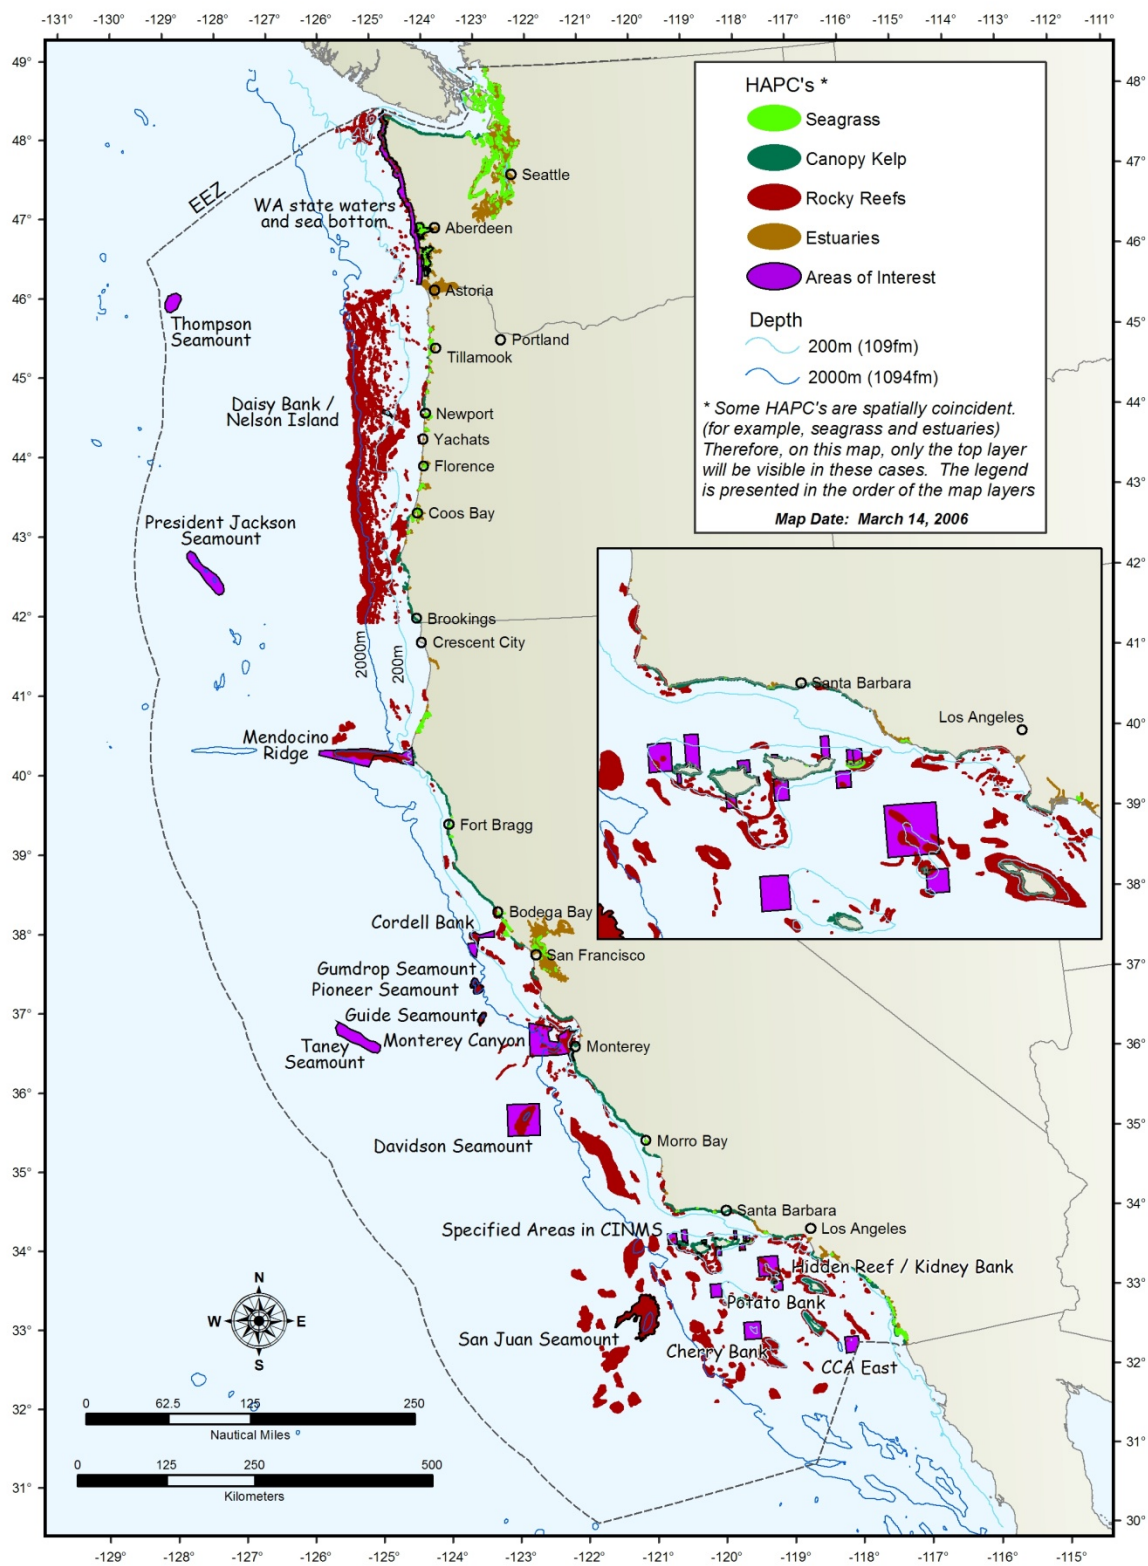 -131° -130° -129° -128° -127° -126° -125° -124° -123° -122° -121° -120° -119° -118° -117° -116° -115° -114° -113° -112° -111°
49°
48°
47°
46°
45°
44°
43°
42°
41°
40°
39°
38°
37°
36°
35°
34°
33°
32°
31°
48°
47°
46°
45°
44°
43°
42°
41°
40°
39°
38°
37°
36°
35°
34°
33°
32°
31°
30°
HAPC's *
Seagrass
Canopy Kelp
Rocky Reefs
Estuaries
Areas of Interest
Depth
200m (109fm)
2000m (1094fm)
* Some HAPC's are spatially coincident.
(for example, seagrass and estuaries)
Therefore, on this map, only the top layer
will be visible in these cases. The legend
is presented in the order of the map layers
Map Date: March 14, 2006
EEZ
Seattle
WA state waters
and sea bottom
Aberdeen
Astoria
Thompson
Seamount
Portland
Tillamook
Daisy Bank /
Nelson Island
Newport
Yachats
Florence
Coos Bay
President Jackson
Seamount
Brookings
Crescent City
2000m
200m
Mendocino
Ridge
Fort Bragg
Bodega Bay
Cordell Bank
San Francisco
Gumdrop Seamount
Pioneer Seamount
Guide Seamount
Taney
Seamount
Monterey Canyon
Monterey
Davidson Seamount
Morro Bay
Santa Barbara
Los Angeles
Specified Areas in CINMS
Hidden Reef / Kidney Bank
Potato Bank
San Juan Seamount
Cherry Bank
CCA East
Santa Barbara
Los Angeles
N
W
E
S
0 62.5 125 250
Nautical Miles
0 125 250 500
Kilometers
-129° -128° -127° -126° -125° -124° -123° -122° -121° -120° -119° -118° -117° -116° -115°